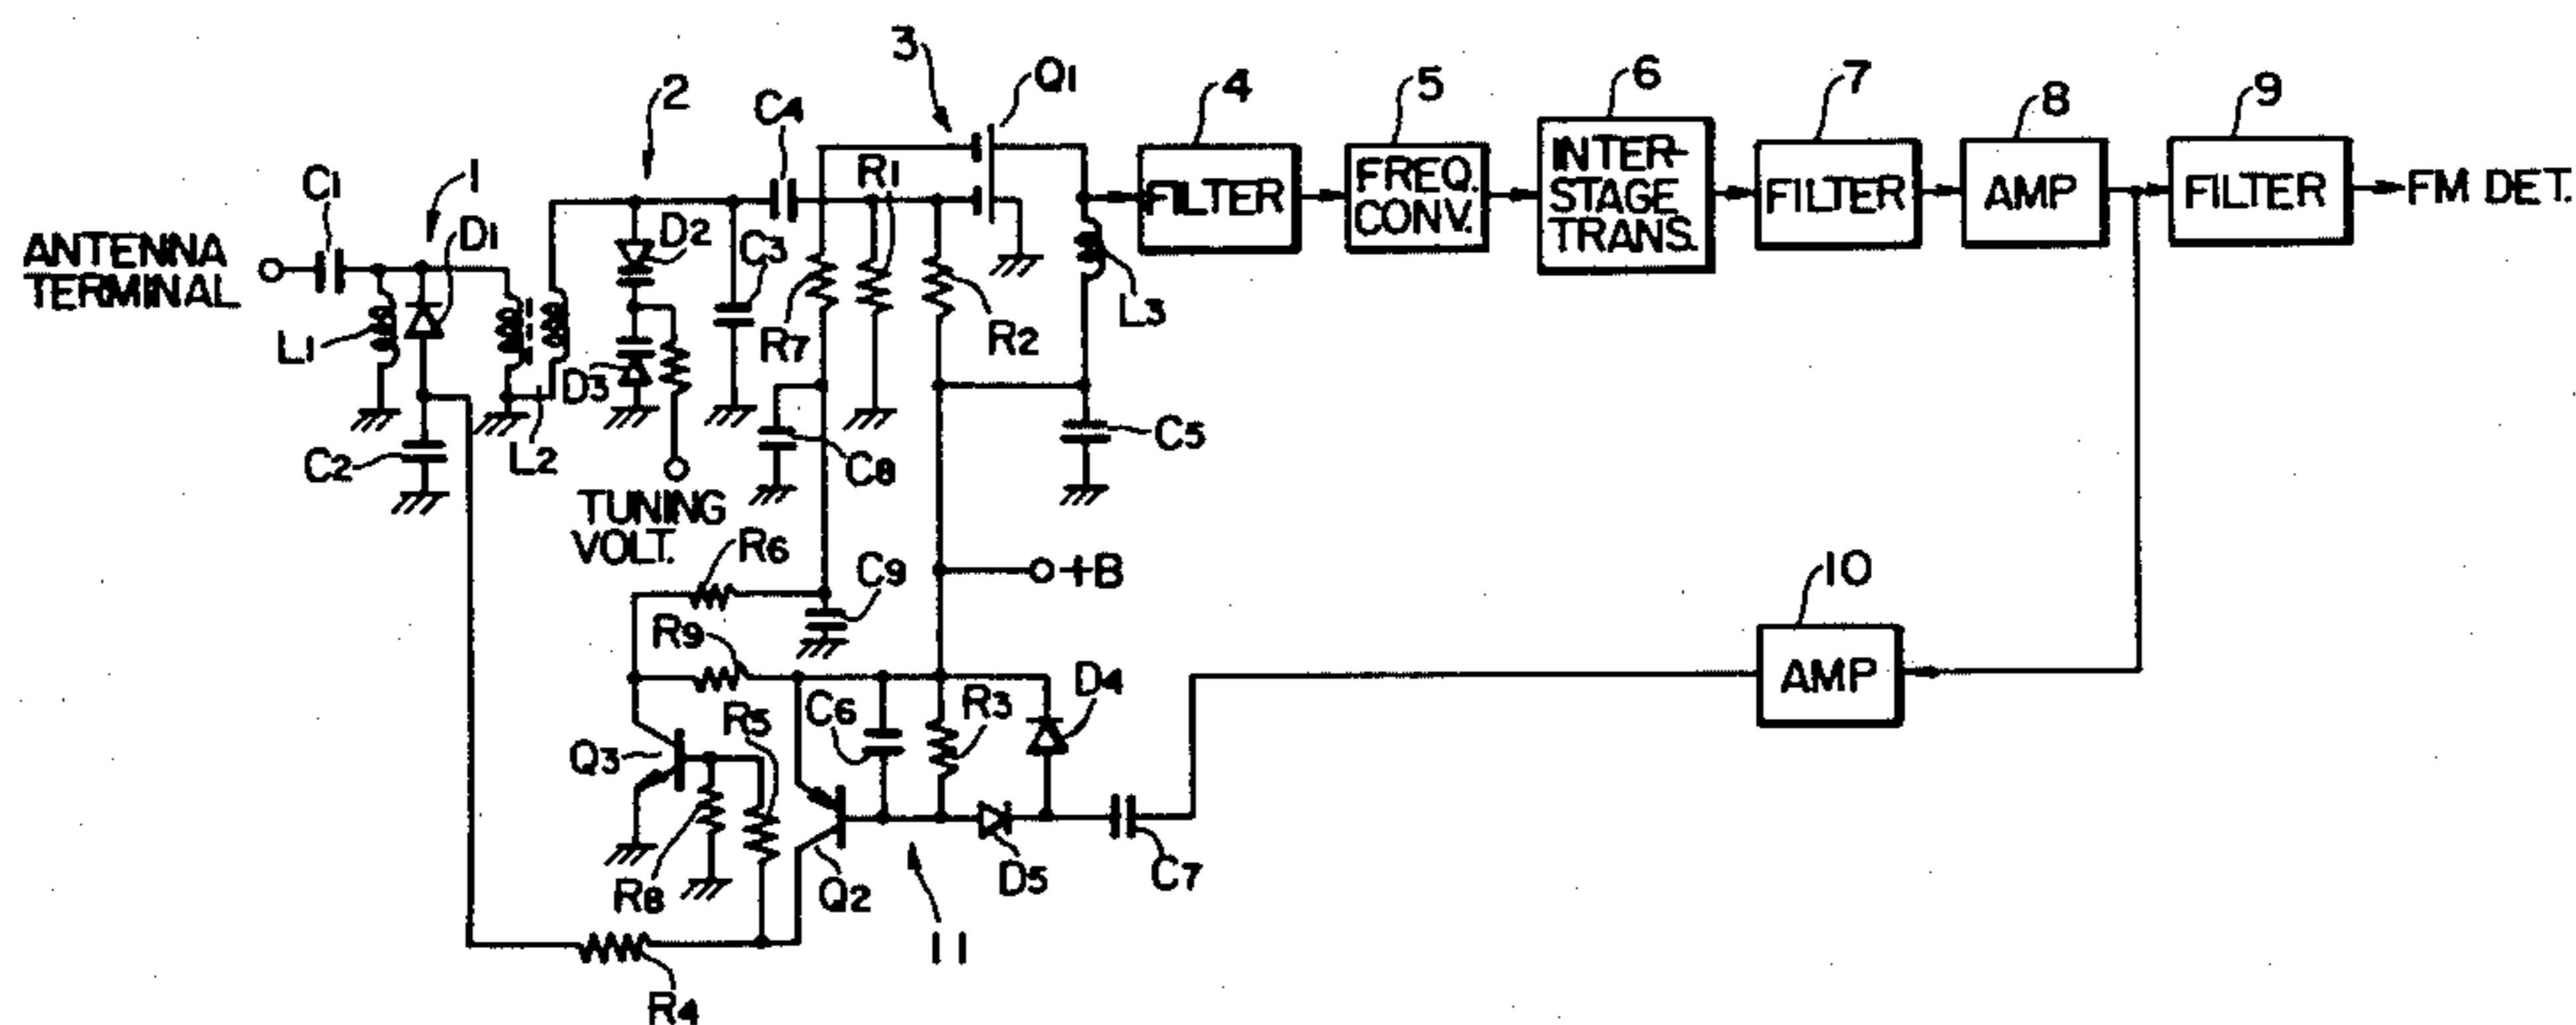 3
Q1
2
C4
4
5
6
7
8
9
C1
1
R1
D1
D2
C3
ANTENNA
TERMINAL
FILTER
FREQ.
CONV.
INTER-
STAGE
TRANS.
FILTER
AMP
FILTER
FM DET.
L1
R7
R2
L3
D3
C2
L2
C8
C5
TUNING
VOLT.
R6
C9
+B
10
R9
AMP
R5
C6
R3
D4
Q3
R8
Q2
D5
C7
11
R4